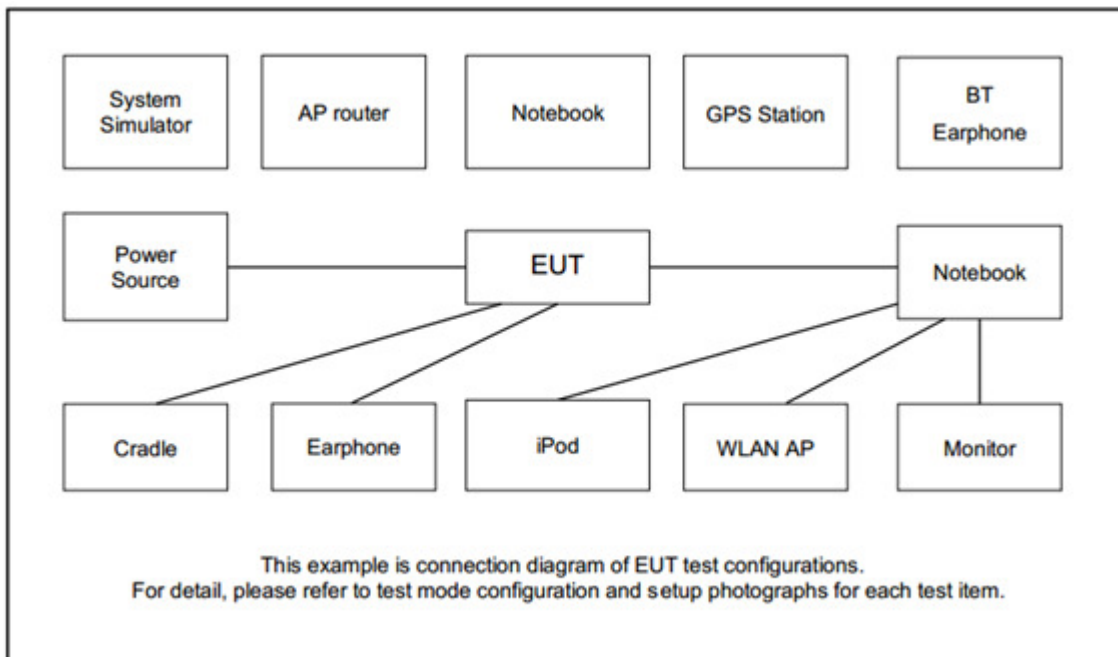 System
Simulator
AP router
Notebook
GPS Station
BT
Earphone
Power
Source
EUT
Notebook
Cradle
Earphone
iPod
WLAN AP
Monitor
This example is connection diagram of EUT test configurations.
For detail, please refer to test mode configuration and setup photographs for each test item.